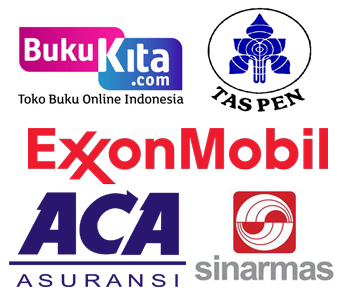 BukuKita
.com
Toko Buku Online Indonesia
TASPEN
ExxonMobil
ACA
ASURANSI
sinarmas